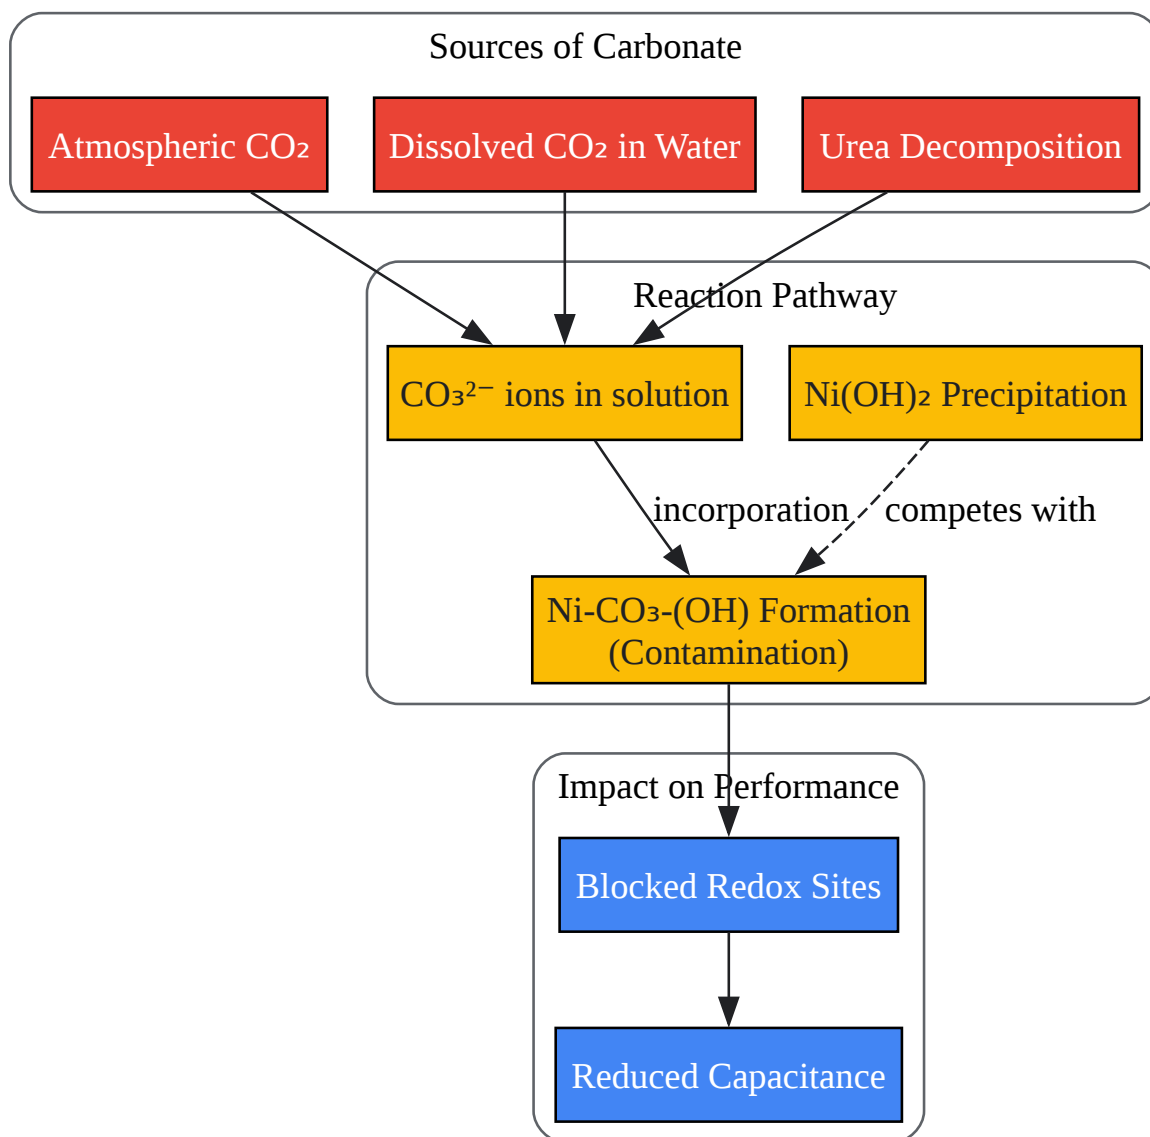 Sources of Carbonate
Atmospheric CO₂
Dissolved CO₂ in Water
Urea Decomposition
Reaction Pathway
CO₃²⁻ ions in solution
Ni(OH)₂ Precipitation
incorporation
competes with
Ni-CO₃-(OH) Formation
(Contamination)
Impact on Performance
Blocked Redox Sites
Reduced Capacitance